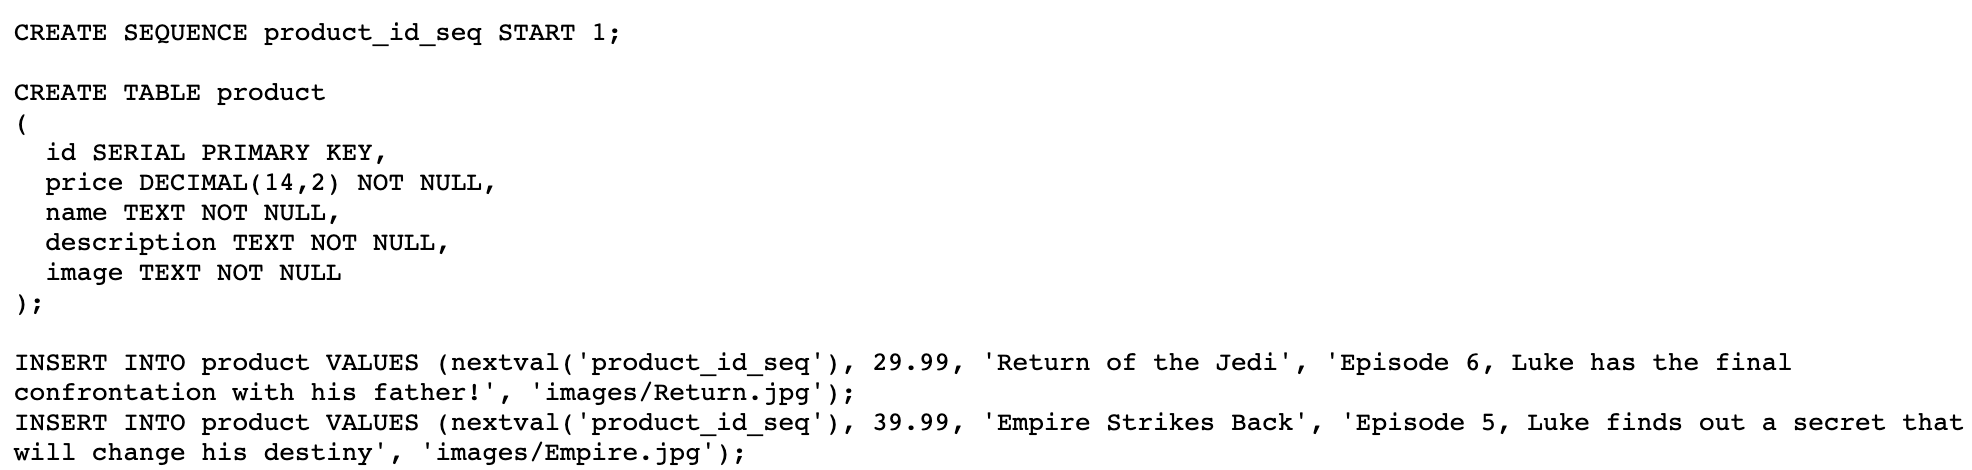 CREATE SEQUENCE product_id_seq START 1;
CREATE TABLE product
(
  id SERIAL PRIMARY KEY,
  price DECIMAL(14,2) NOT NULL,
  name TEXT NOT NULL,
  description TEXT NOT NULL,
  image TEXT NOT NULL
);
INSERT INTO product VALUES (nextval('product_id_seq'), 29.99, 'Return of the Jedi', 'Episode 6, Luke has the final
confrontation with his father!', 'images/Return.jpg');
INSERT INTO product VALUES (nextval('product_id_seq'), 39.99, 'Empire Strikes Back', 'Episode 5, Luke finds out a secret that
will change his destiny', 'images/Empire.jpg');